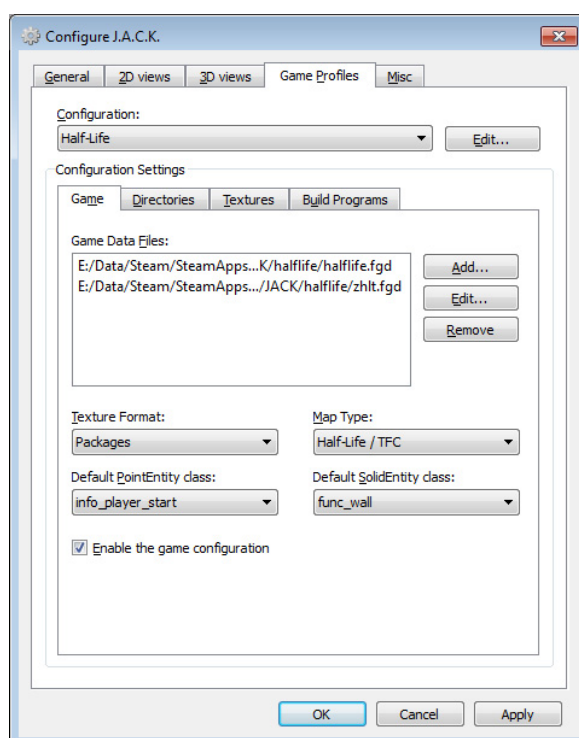 Configure J.A.C.K.
General 2D views 3D views Game Profiles Misc
Configuration:
Half-Life Edit...
Configuration Settings
Game Directories Textures Build Programs
Game Data Files:
E:/Data/Steam/SteamApps...K/halflife/halflife.fgd
E:/Data/Steam/SteamApps.../JACK/halflife/zhlt.fgd
Add...
Edit...
Remove
Texture Format: Map Type:
Packages Half-Life / TFC
Default PointEntity class: Default SolidEntity class:
info_player_start func_wall
Enable the game configuration
OK Cancel Apply